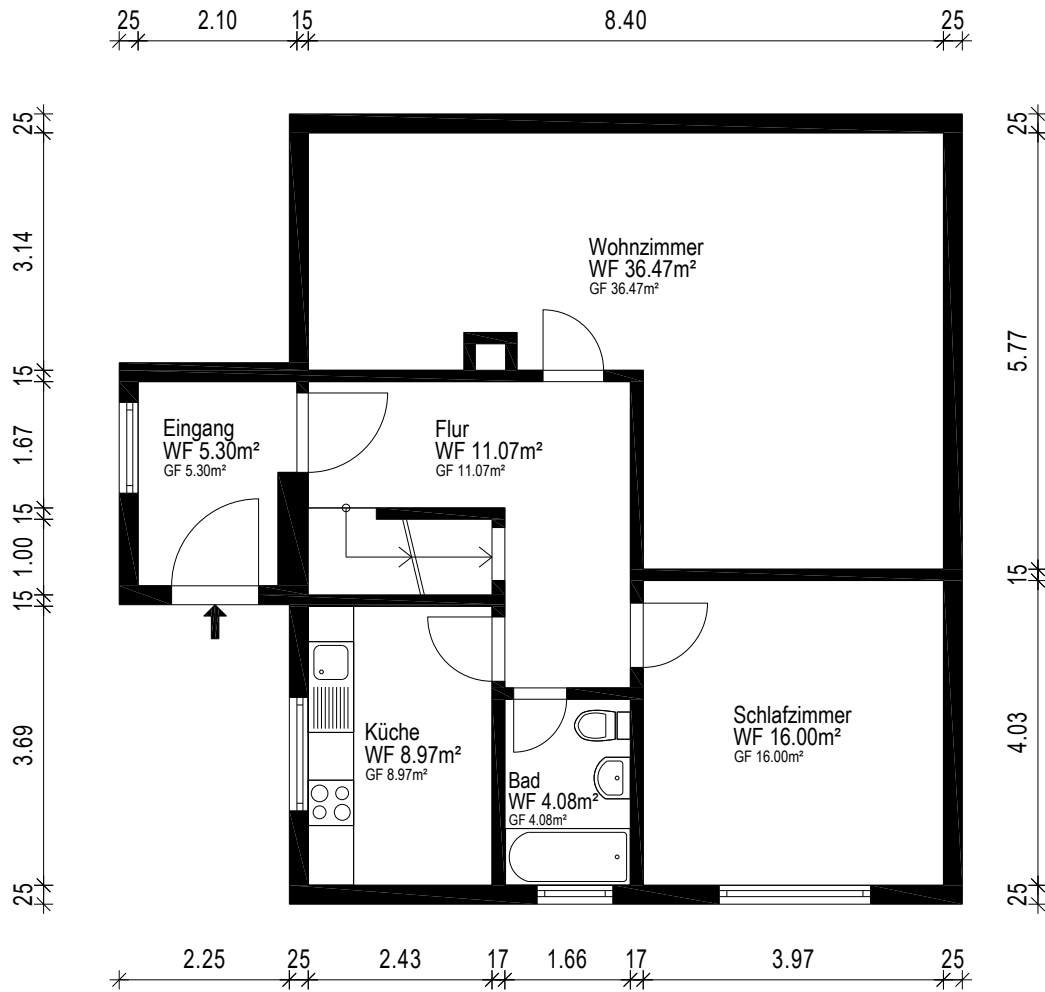 25 2.10 15 8.40 25
25
3.14
15
1.67
15
1.00
15
3.69
25
Wohnzimmer
WF 36.47m²
GF 36.47m²
Eingang
WF 5.30m²
GF 5.30m²
Flur
WF 11.07m²
GF 11.07m²
Küche
WF 8.97m²
GF 8.97m²
Bad
WF 4.08m²
GF 4.08m²
Schlafzimmer
WF 16.00m²
GF 16.00m²
25
5.77
15
4.03
25
2.25 25 2.43 17 1.66 17 3.97 25